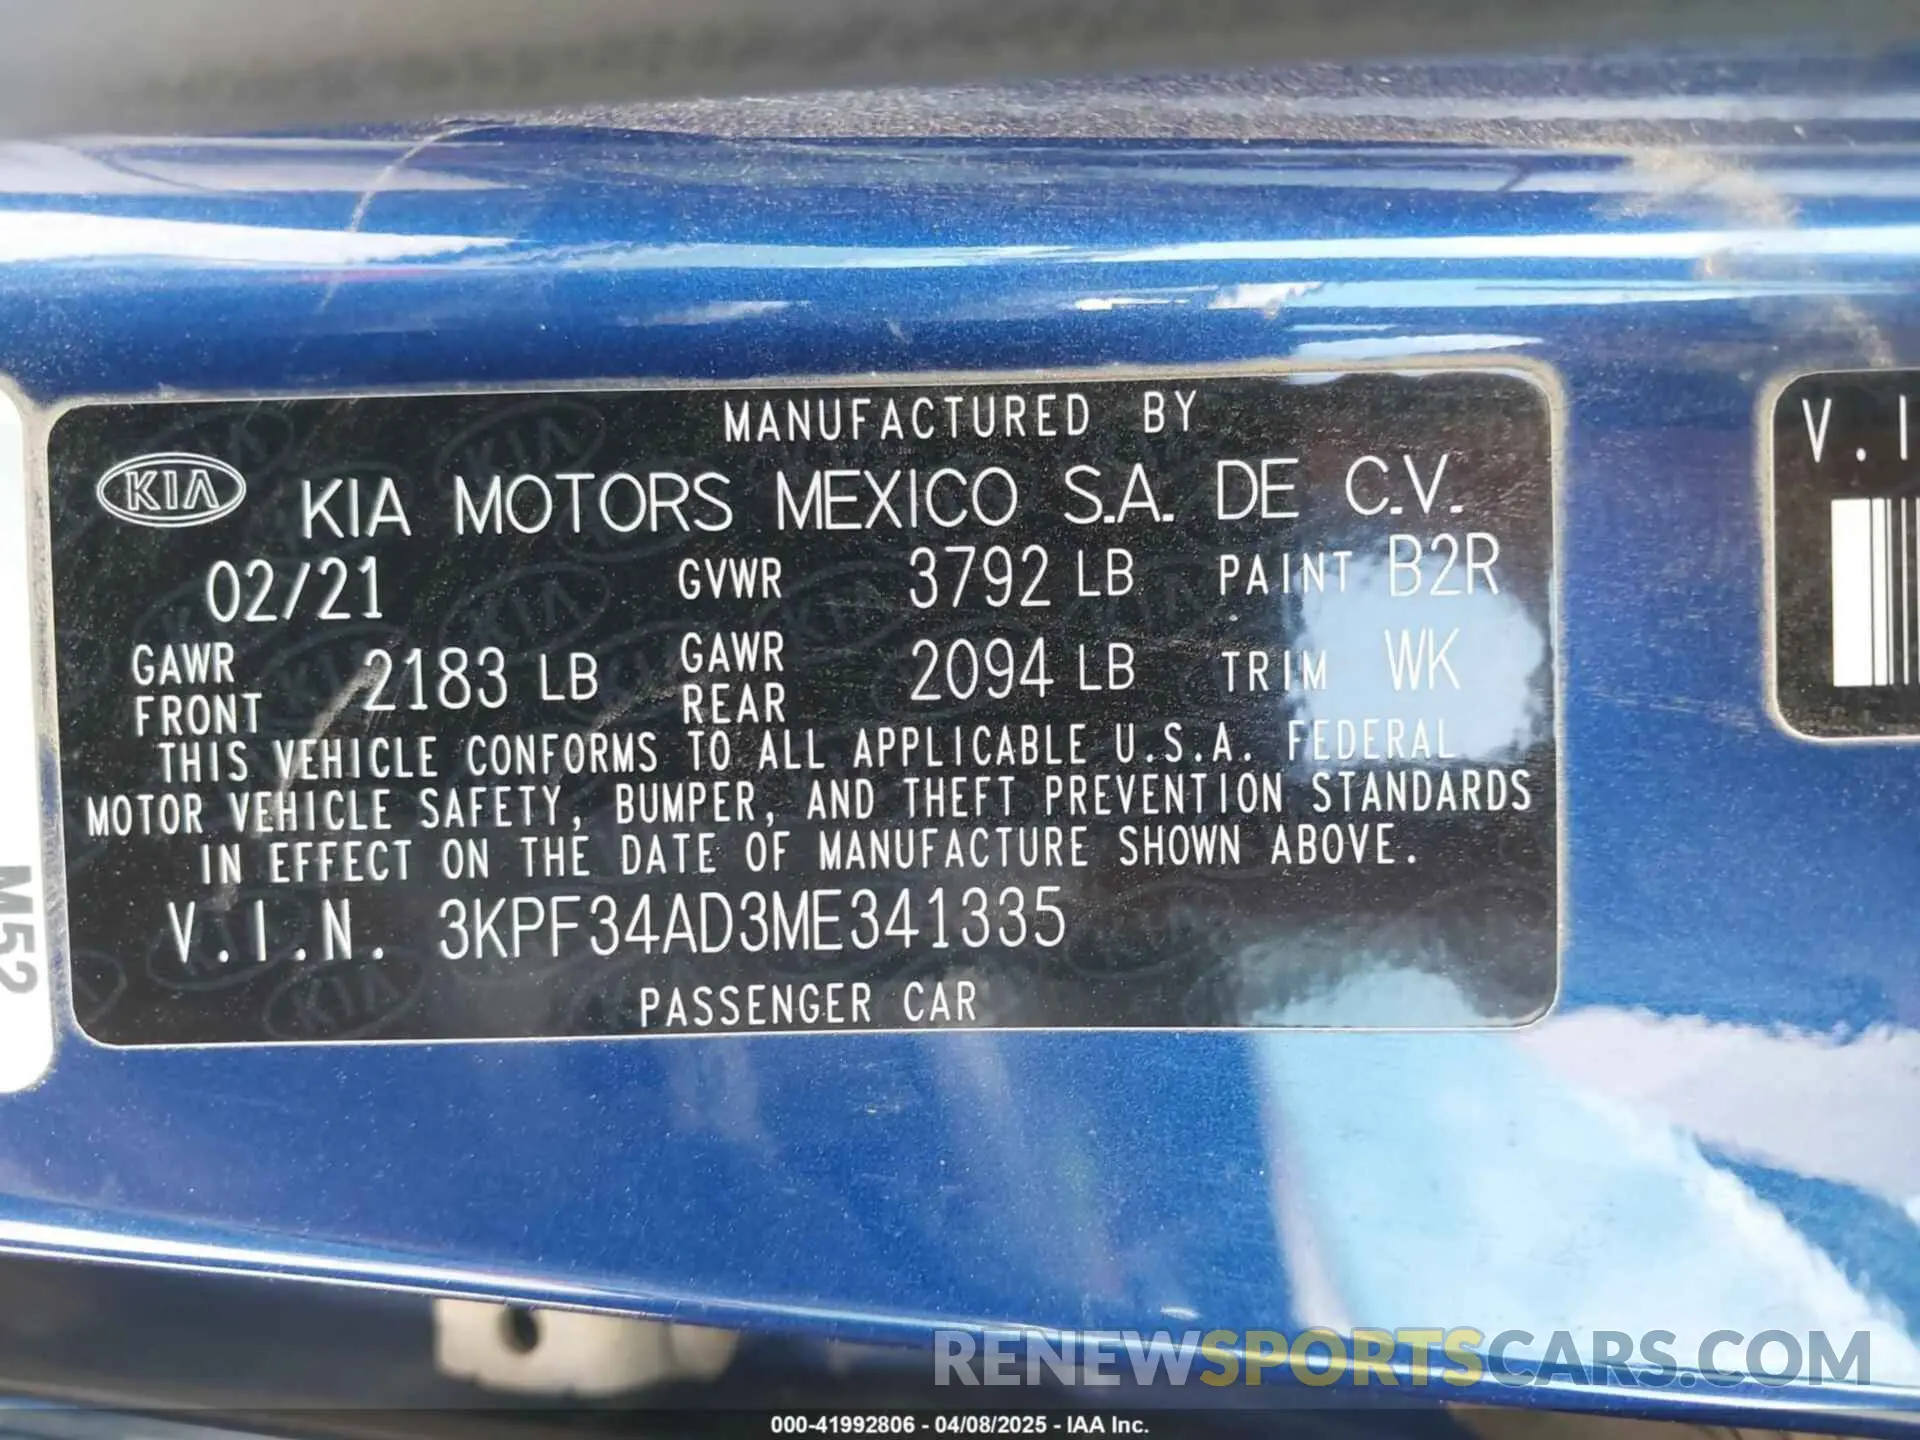 MANUFACTURED BY
KIA KIA MOTORS MEXICO S.A. DE C.V.
02/21 GVWR 3792 LB PAINT B2R
GAWR FRONT 2183 LB GAWR REAR 2094 LB TRIM WK
THIS VEHICLE CONFORMS TO ALL APPLICABLE U.S.A. FEDERAL
MOTOR VEHICLE SAFETY, BUMPER, AND THEFT PREVENTION STANDARDS
IN EFFECT ON THE DATE OF MANUFACTURE SHOWN ABOVE.
V.I.N. 3KPF34AD3ME341335
PASSENGER CAR
V.I
M52
RENEWSPORTSCARS.COM
000-41992806 - 04/08/2025 - IAA Inc.